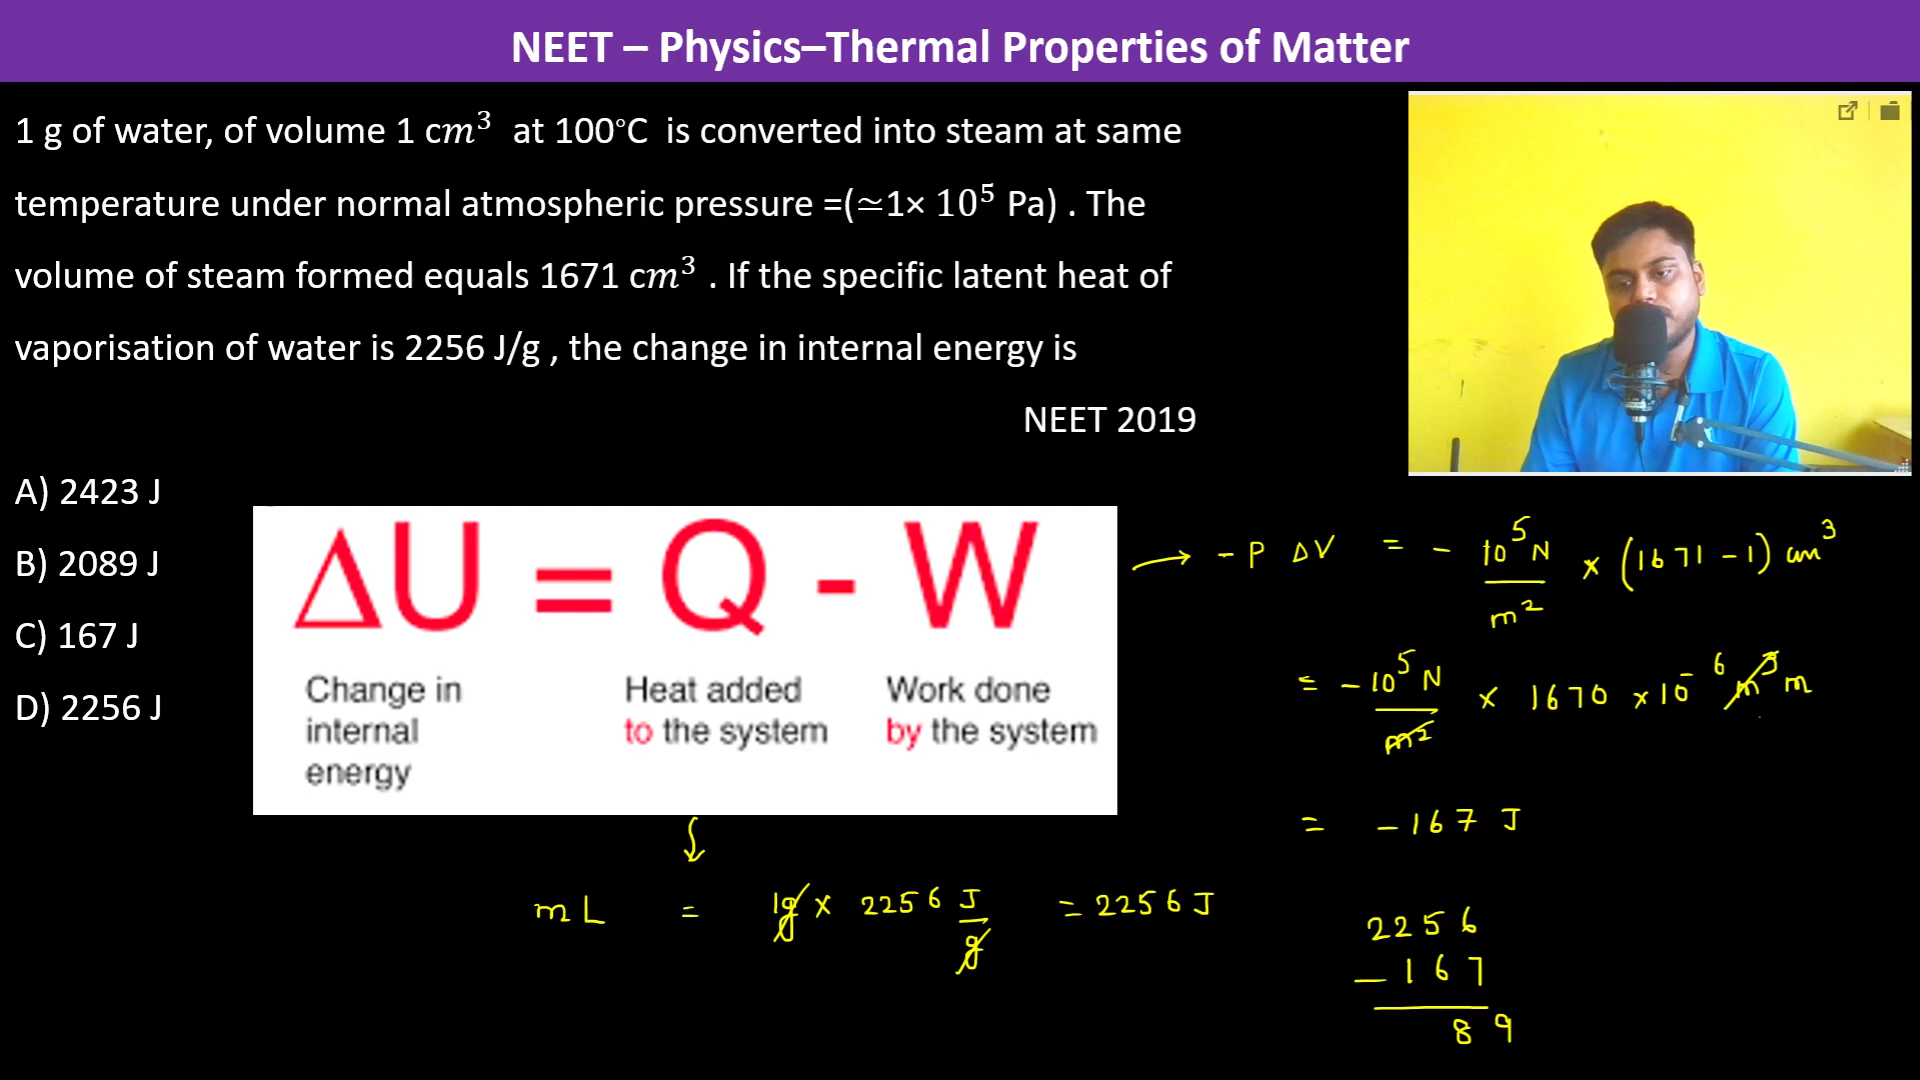 NEET – Physics–Thermal Properties of Matter
1 g of water, of volume 1 cm³ at 100°C is converted into steam at same
temperature under normal atmospheric pressure =(≃1× 10⁵ Pa) . The
volume of steam formed equals 1671 cm³ . If the specific latent heat of
vaporisation of water is 2256 J/g , the change in internal energy is
NEET 2019
A) 2423 J
B) 2089 J
C) 167 J
D) 2256 J
ΔU = Q - W
Change in internal energy
Heat added to the system
Work done by the system
→ - P ΔV = - 10⁵ N / m² × (1671 - 1) cm³
= - 10⁵ N / m² × 1670 × 10⁻⁶ m³ m
= - 167 J
m L = 1g × 2256 J / g = 2256 J
2256
- 167
89